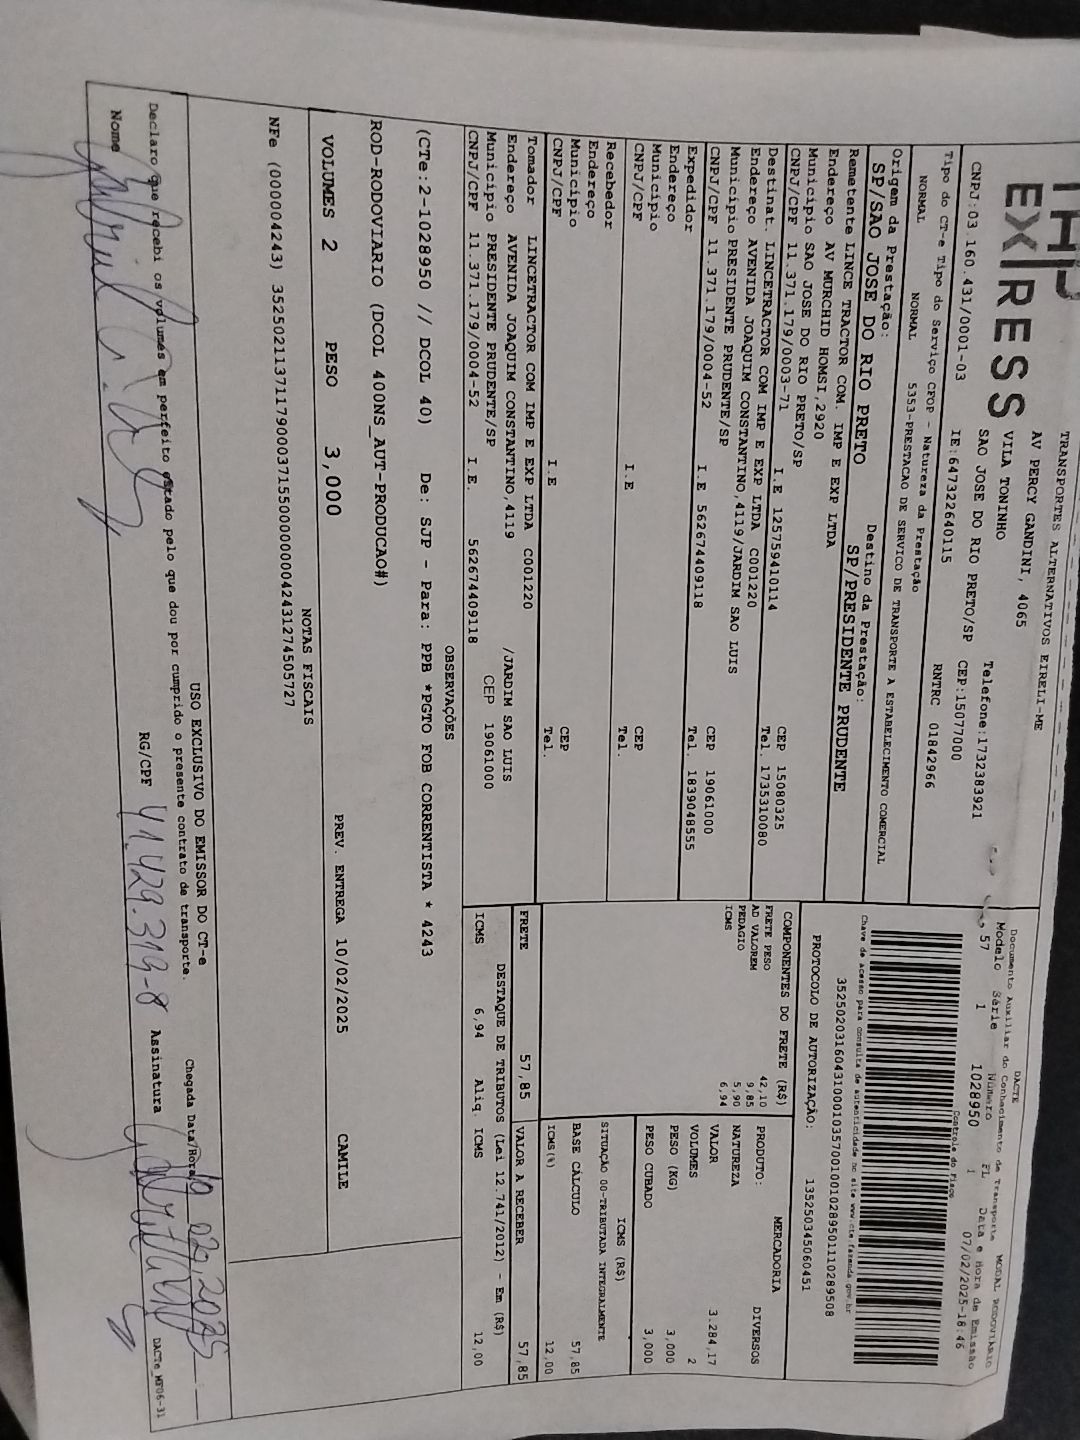 EX|RESS
TRANSPORTES ALTERNATIVOS EIRELI-ME
AV PERCY GANDINI, 4065
VILA TONINHO
SAO JOSE DO RIO PRETO/SP CEP:15077000
Telefone:1732383921
CNPJ:03.160.431/0001-03 IE:647322640115 RNTRC 01842966
Tipo do CT-e Tipo do Serviço CFOP - Natureza da Prestação
NORMAL NORMAL 5353-PRESTACAO DE SERVICO DE TRANSPORTE A ESTABELECIMENTO COMERCIAL
Origem da Prestação: Destino da Prestação:
SP/SAO JOSE DO RIO PRETO SP/PRESIDENTE PRUDENTE
Remetente LINCE TRACTOR COM. IMP E EXP LTDA
Endereço AV MURCHID HOMSI,2920
Município SAO JOSE DO RIO PRETO/SP CEP 15080325
CNPJ/CPF 11.371.179/0003-71 I.E 125759410114 Tel. 1735310080
Destinat. LINCETRACTOR COM IMP E EXP LTDA C001220
Endereço AVENIDA JOAQUIM CONSTANTINO,4119/JARDIM SAO LUIS
Município PRESIDENTE PRUDENTE/SP CEP 19061000
CNPJ/CPF 11.371.179/0004-52 I.E 562674409118 Tel. 1839048555
Expedidor
Endereço
Município CEP
CNPJ/CPF I.E Tel.
Recebedor
Endereço
Município CEP
CNPJ/CPF I.E Tel.
Tomador LINCETRACTOR COM IMP E EXP LTDA C001220
Endereço AVENIDA JOAQUIM CONSTANTINO,4119 /JARDIM SAO LUIS
Município PRESIDENTE PRUDENTE/SP CEP 19061000
CNPJ/CPF 11.371.179/0004-52 I.E. 562674409118
DACTE
Documento Auxiliar do Conhecimento de Transporte MODAL RODOVIÁRIO
Modelo Série Número FL Data e Hora de Emissão
57 1 1028950 1 07/02/2025-18:46
Controle do Fisco
Chave de acesso para consulta de autenticidade no site www.cte.fazenda.gov.br
35250203160431000103570010010289501110289508
PROTOCOLO DE AUTORIZAÇÃO: 135250345060451
COMPONENTES DO FRETE (R$)
FRETE PESO 42,10
AD VALOREM 9,85
PEDAGIO 5,90
ICMS 6,94
MERCADORIA
PRODUTO: DIVERSOS
NATUREZA
VALOR 3.284,17
VOLUMES 2
PESO (KG) 3,000
PESO CUBADO 3,000
ICMS (R$)
SITUAÇÃO 00-TRIBUTADA INTEGRALMENTE
BASE CÁLCULO 57,85
ICMS(%) 12,00
FRETE 57,85 VALOR A RECEBER 57,85
DESTAQUE DE TRIBUTOS (Lei 12.741/2012) - Em (R$)
ICMS 6,94 Aliq. ICMS 12,00
OBSERVAÇÕES
(CTe:2-1028950 // DCOL 40) De: SJP - Para: PPB *PGTO FOB CORRENTISTA * 4243
ROD-RODOVIARIO (DCOL 400NS_AUT-PRODUCAO#)
VOLUMES 2 PESO 3,000 PREV. ENTREGA 10/02/2025 CAMILE
NOTAS FISCAIS
NFe (000004243) 35250211371179000371550000000042431274505727
USO EXCLUSIVO DO EMISSOR DO CT-e
Declaro que recebi os volumes em perfeito estado pelo que dou por cumprido o presente contrato de transporte.
Chegada Data/Hora
Nome RG/CPF 41.429.319-8 Assinatura
DACTe_MF06-31